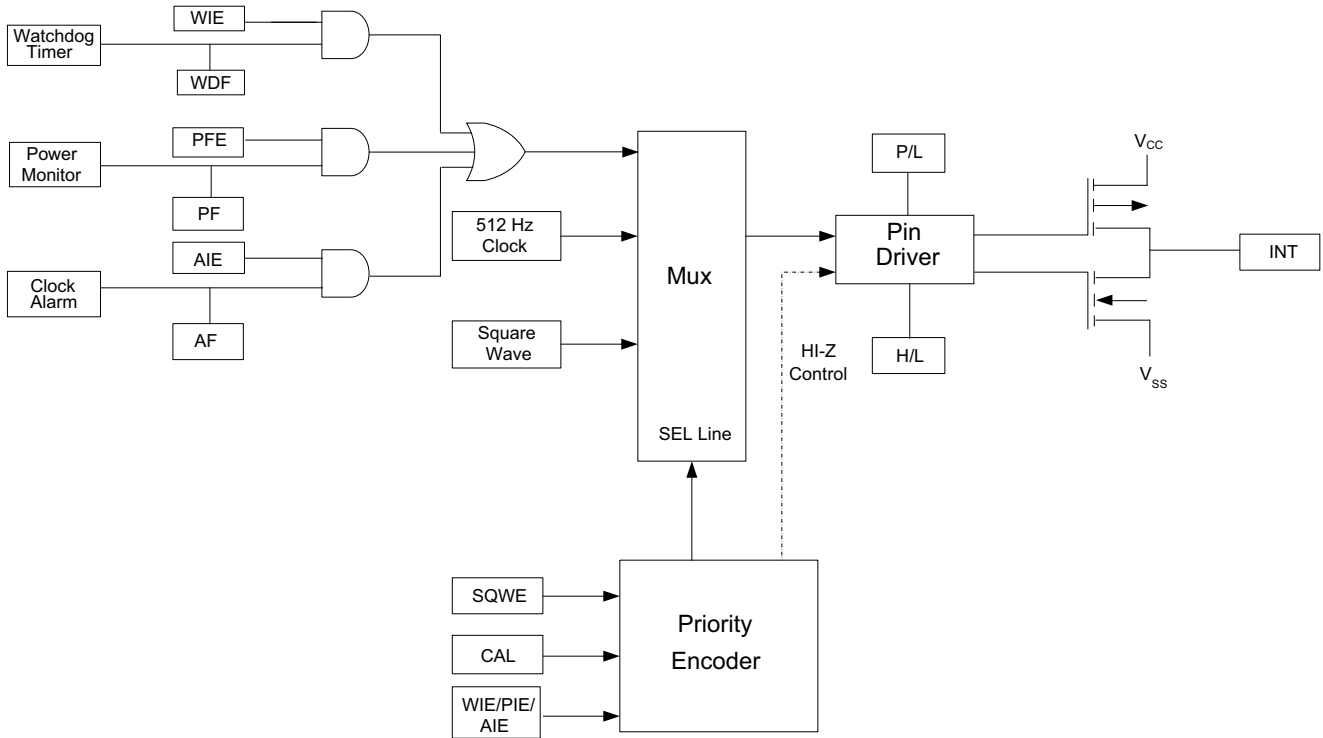 WIE
Watchdog
Timer
WDF
PFE
Power
Monitor
PF
AIE
Clock
Alarm
AF
512 Hz
Clock
Square
Wave
Mux
SEL Line
P/L
Pin
Driver
H/L
HI-Z
Control
VCC
INT
VSS
SQWE
CAL
WIE/PIE/
AIE
Priority
Encoder